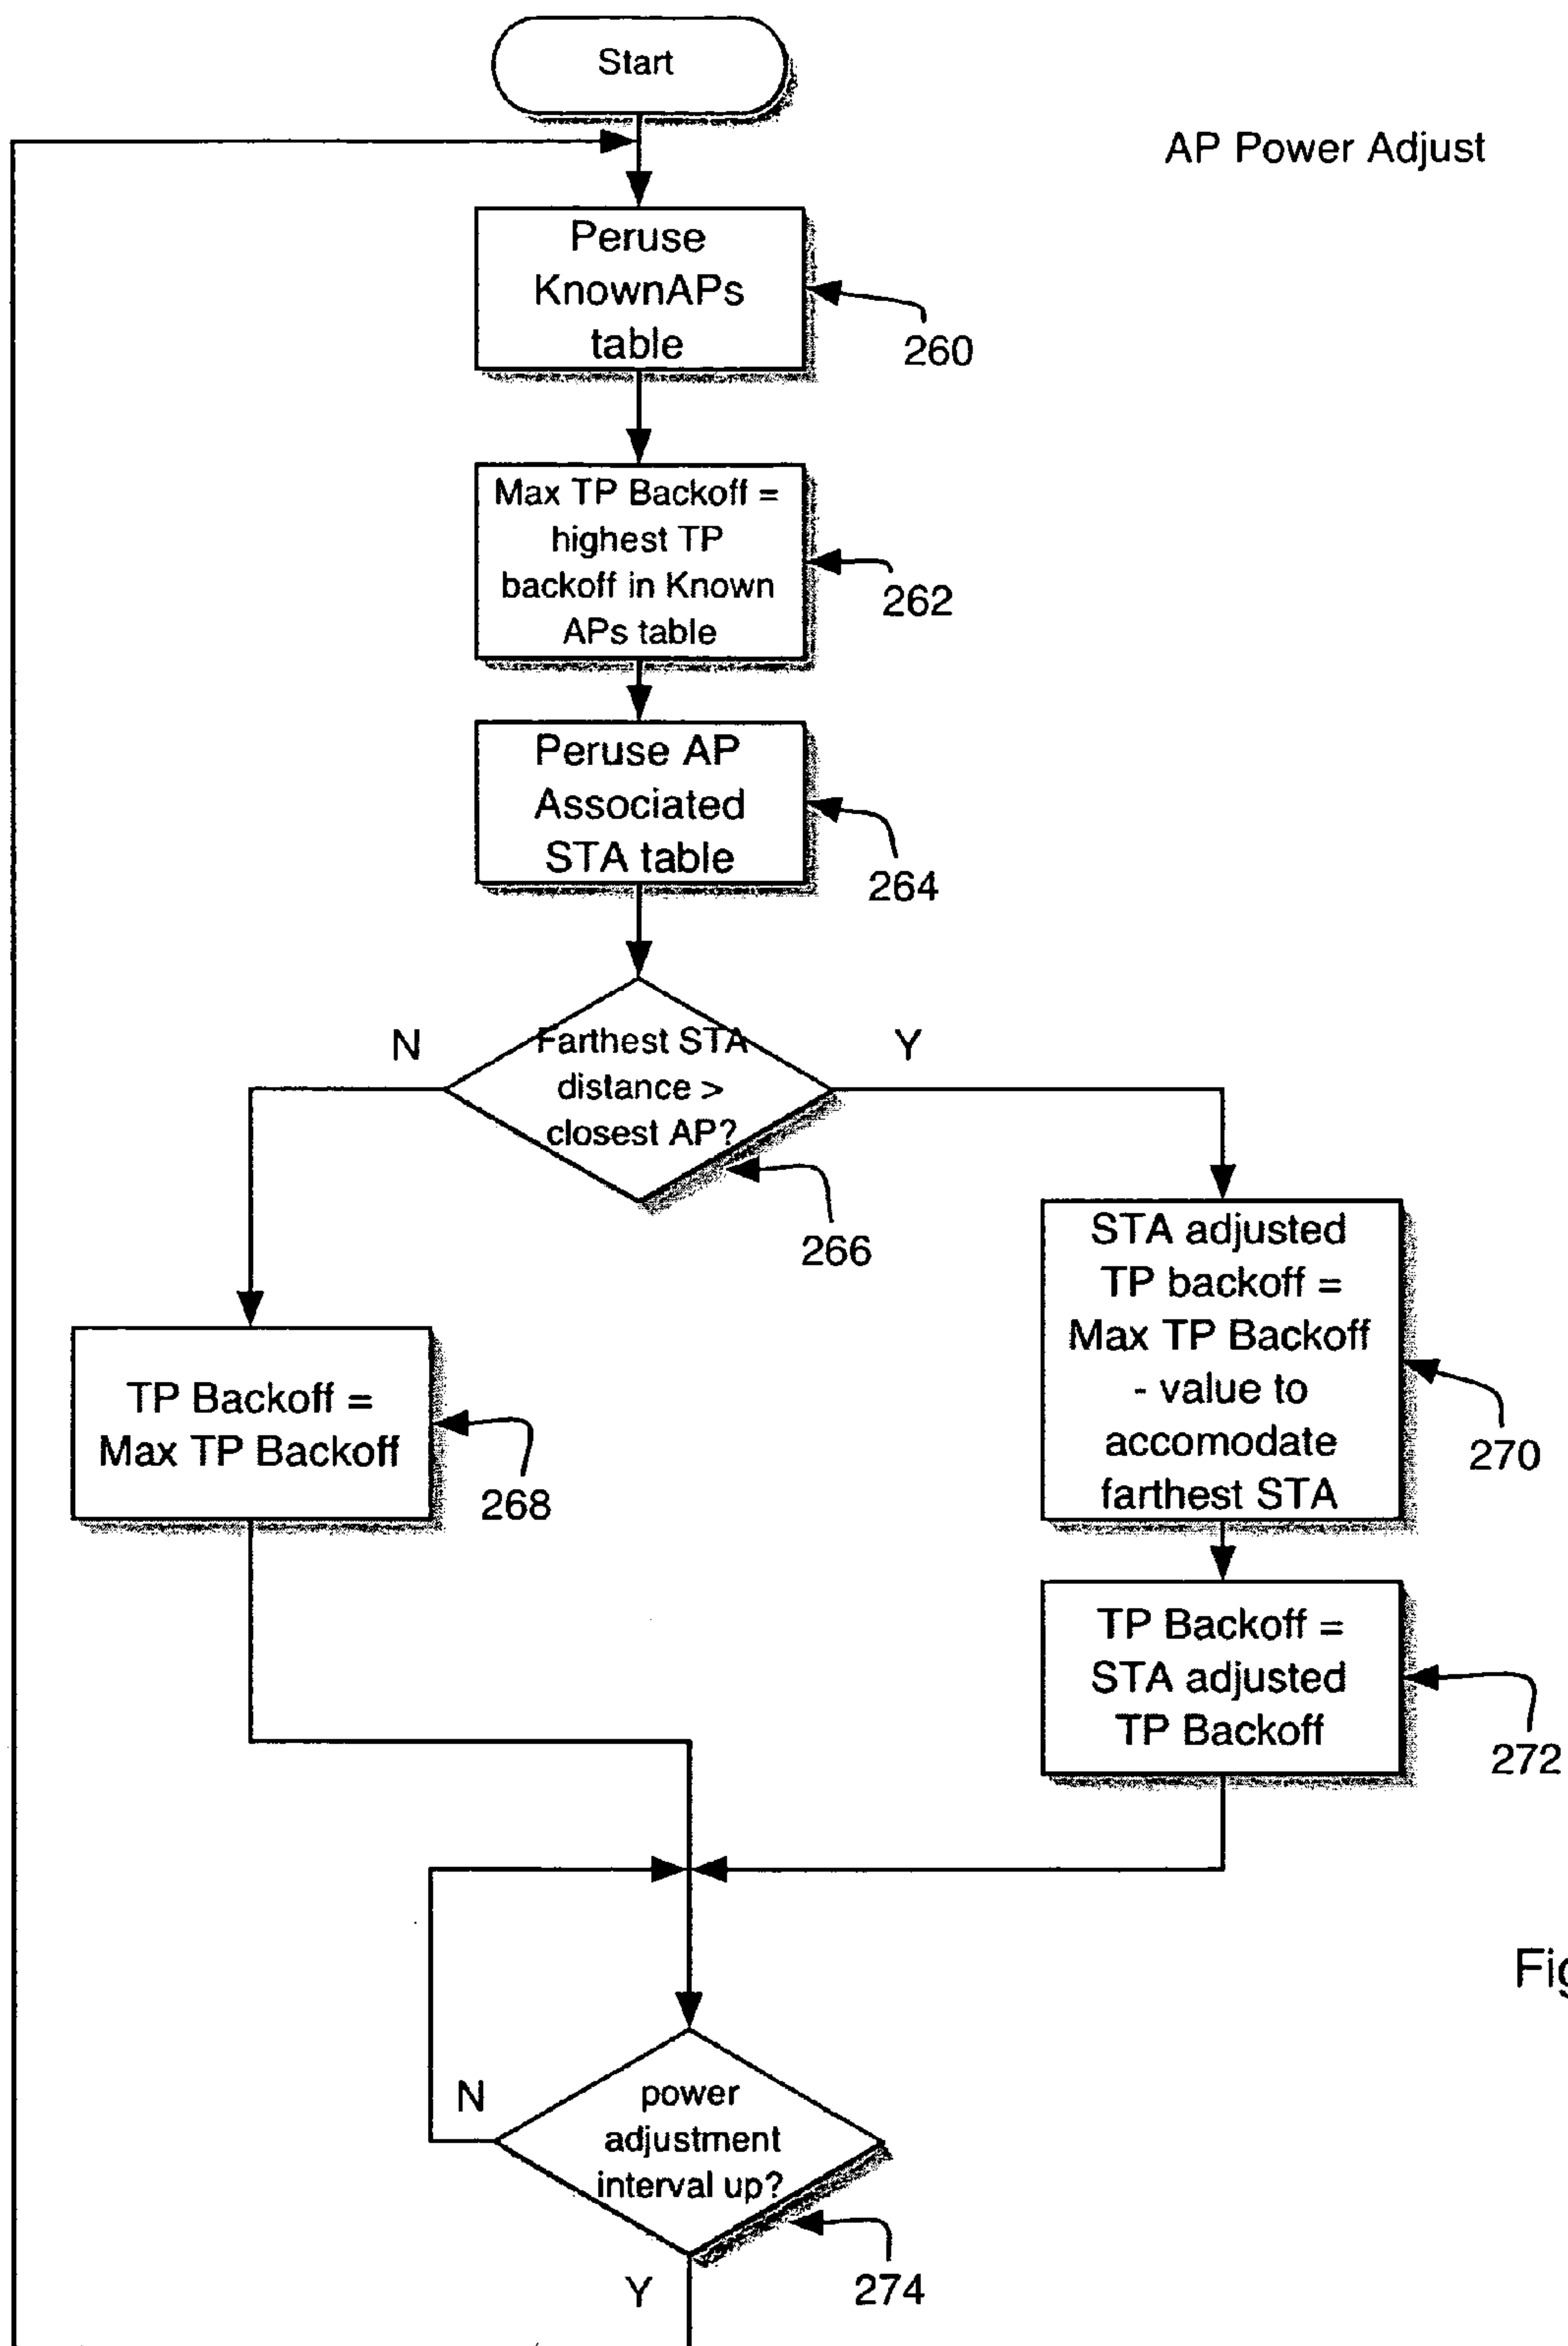 Start
AP Power Adjust
Peruse
KnownAPs
table
260
Max TP Backoff =
highest TP
backoff in Known
APs table
262
Peruse AP
Associated
STA table
264
N
Y
Farthest STA
distance >
closest AP?
266
STA adjusted
TP backoff =
Max TP Backoff
- value to
accomodate
farthest STA
270
TP Backoff =
Max TP Backoff
268
TP Backoff =
STA adjusted
TP Backoff
272
N
power
adjustment
interval up?
274
Y